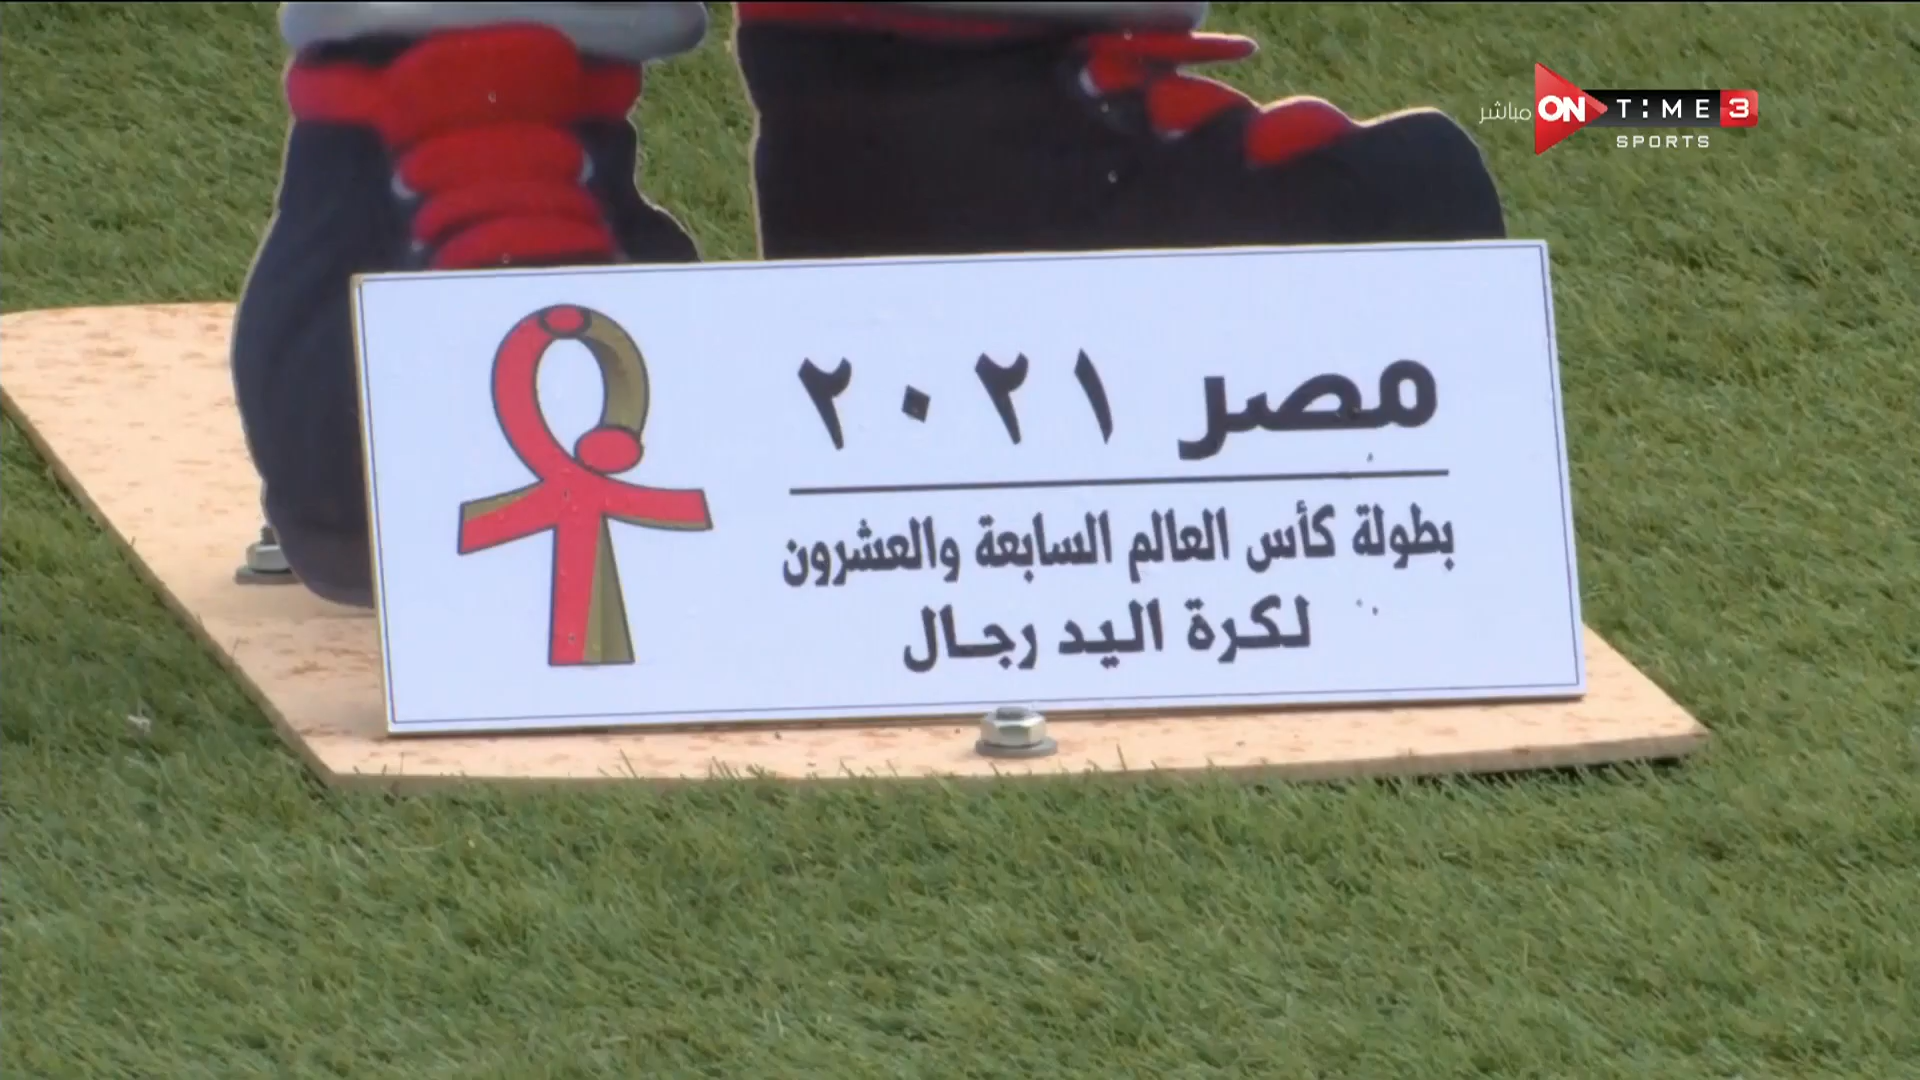 مباشر ON TIME 3
SPORTS
مصر ٢٠٢١
بطولة كأس العالم السابعة والعشرون
لكرة اليد رجال